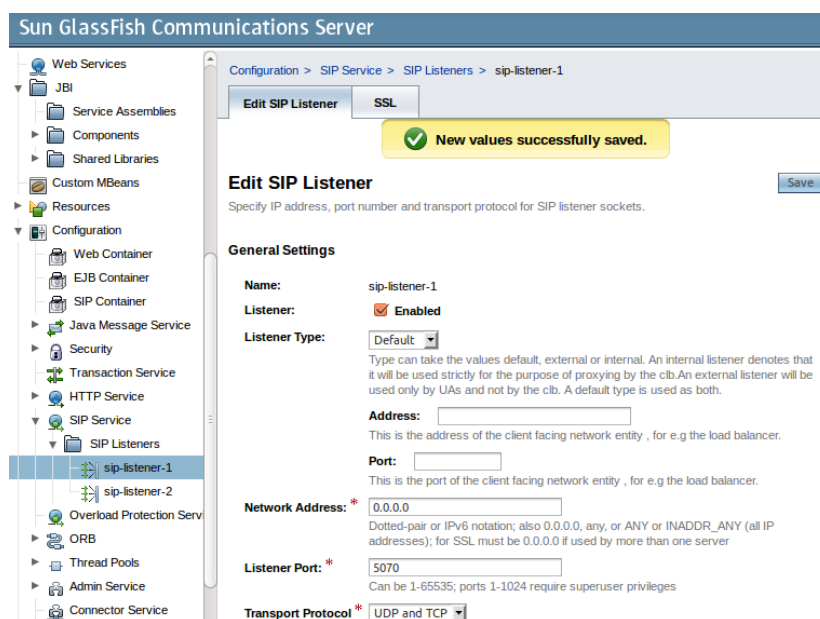 Sun GlassFish Communications Server
Web Services
JBI
Service Assemblies
Components
Shared Libraries
Custom MBeans
Resources
Configuration
Web Container
EJB Container
SIP Container
Java Message Service
Security
Transaction Service
HTTP Service
SIP Service
SIP Listeners
sip-listener-1
sip-listener-2
Overload Protection Servi
ORB
Thread Pools
Admin Service
Connector Service
Configuration > SIP Service > SIP Listeners > sip-listener-1
Edit SIP Listener SSL
New values successfully saved.
Edit SIP Listener Save
Specify IP address, port number and transport protocol for SIP listener sockets.
General Settings
Name: sip-listener-1
Listener: Enabled
Listener Type: Default
Type can take the values default, external or internal. An internal listener denotes that
it will be used strictly for the purpose of proxying by the clb.An external listener will be
used only by UAs and not by the clb. A default type is used as both.
Address:
This is the address of the client facing network entity , for e.g the load balancer.
Port:
This is the port of the client facing network entity , for e.g the load balancer.
Network Address: * 0.0.0.0
Dotted-pair or IPv6 notation; also 0.0.0.0, any, or ANY or INADDR_ANY (all IP
addresses); for SSL must be 0.0.0.0 if used by more than one server
Listener Port: * 5070
Can be 1-65535; ports 1-1024 require superuser privileges
Transport Protocol * UDP and TCP